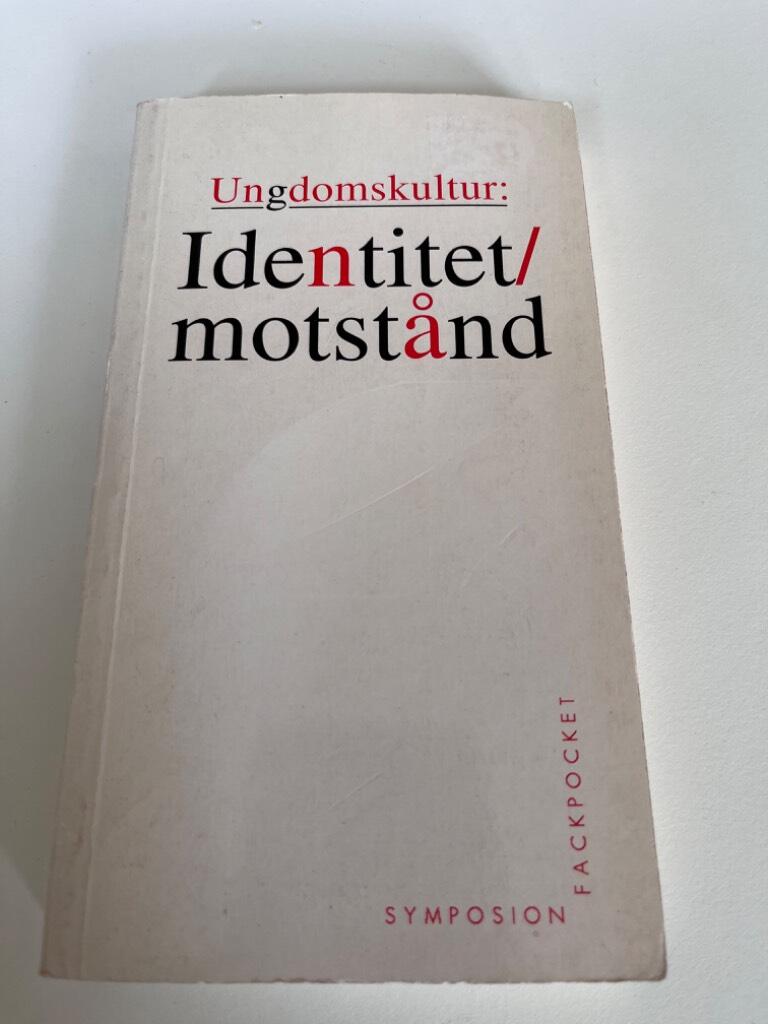 Ungdomskultur:
Identitet/
motstånd
FACKPOCKET
SYMPOSION